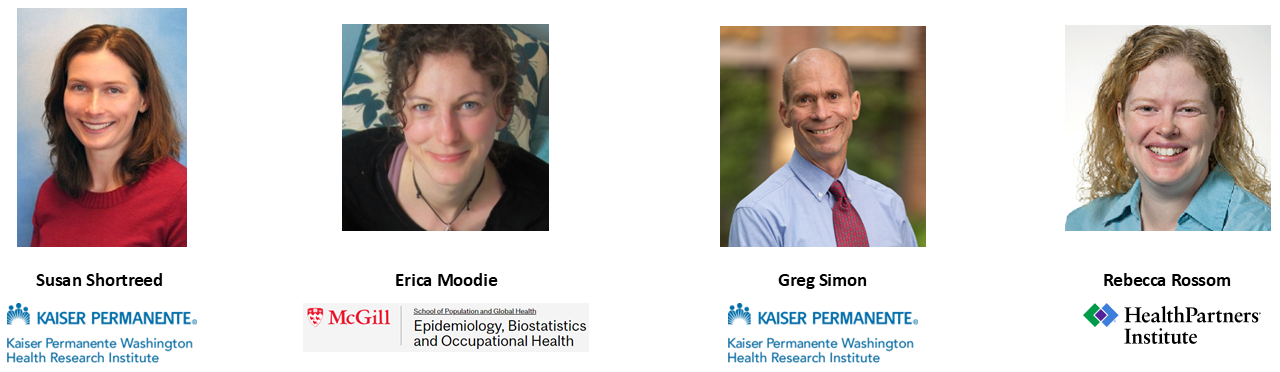 Susan Shortreed
KAISER PERMANENTE®
Kaiser Permanente Washington
Health Research Institute
Erica Moodie
McGill
School of Population and Global Health
Epidemiology, Biostatistics
and Occupational Health
Greg Simon
KAISER PERMANENTE®
Kaiser Permanente Washington
Health Research Institute
Rebecca Rossom
HealthPartners
Institute